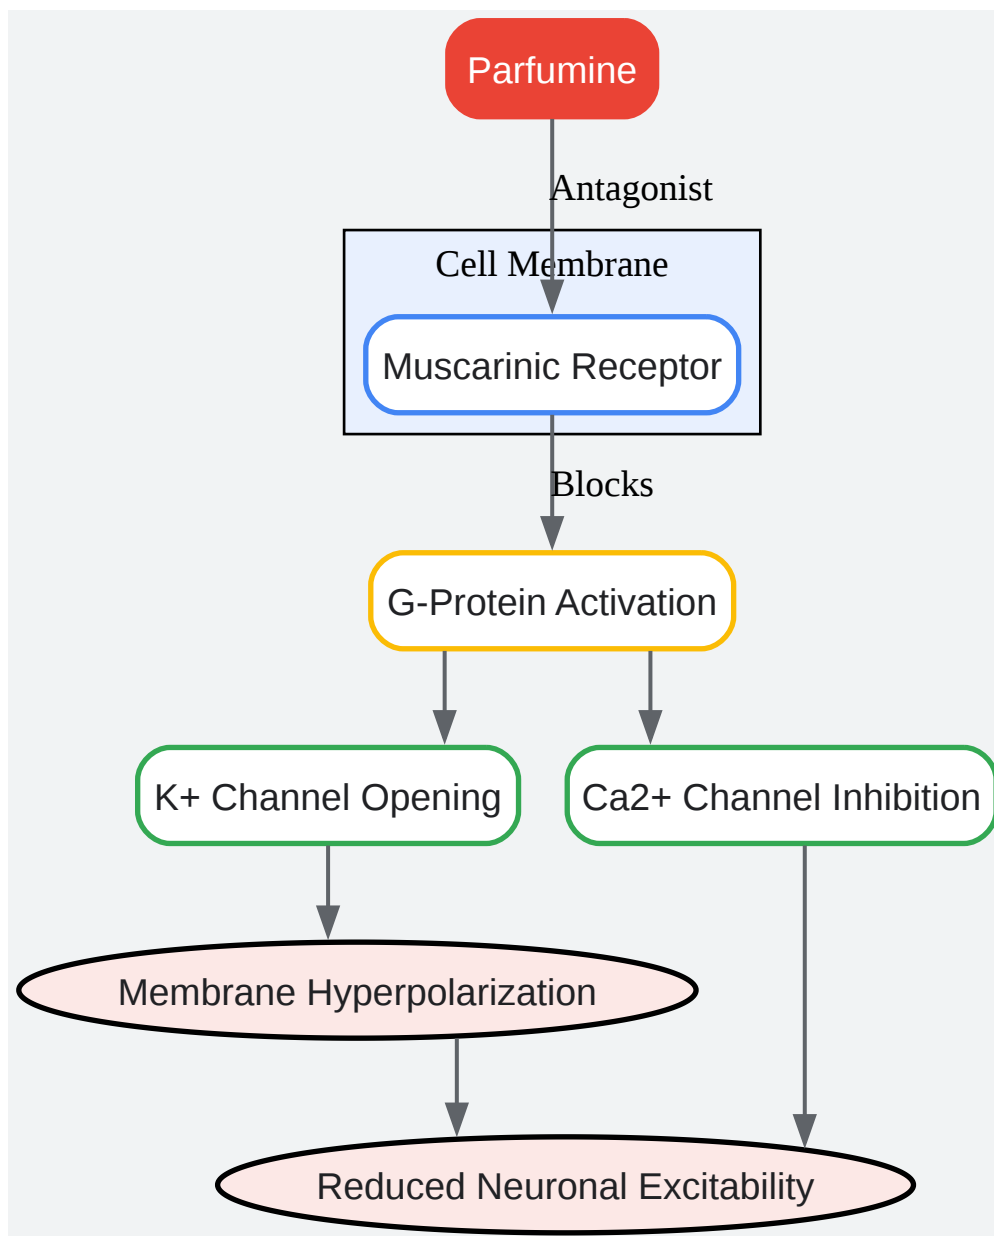 Parfumine
Antagonist
Cell Membrane
Muscarinic Receptor
Blocks
G-Protein Activation
K+ Channel Opening
Ca2+ Channel Inhibition
Membrane Hyperpolarization
Reduced Neuronal Excitability